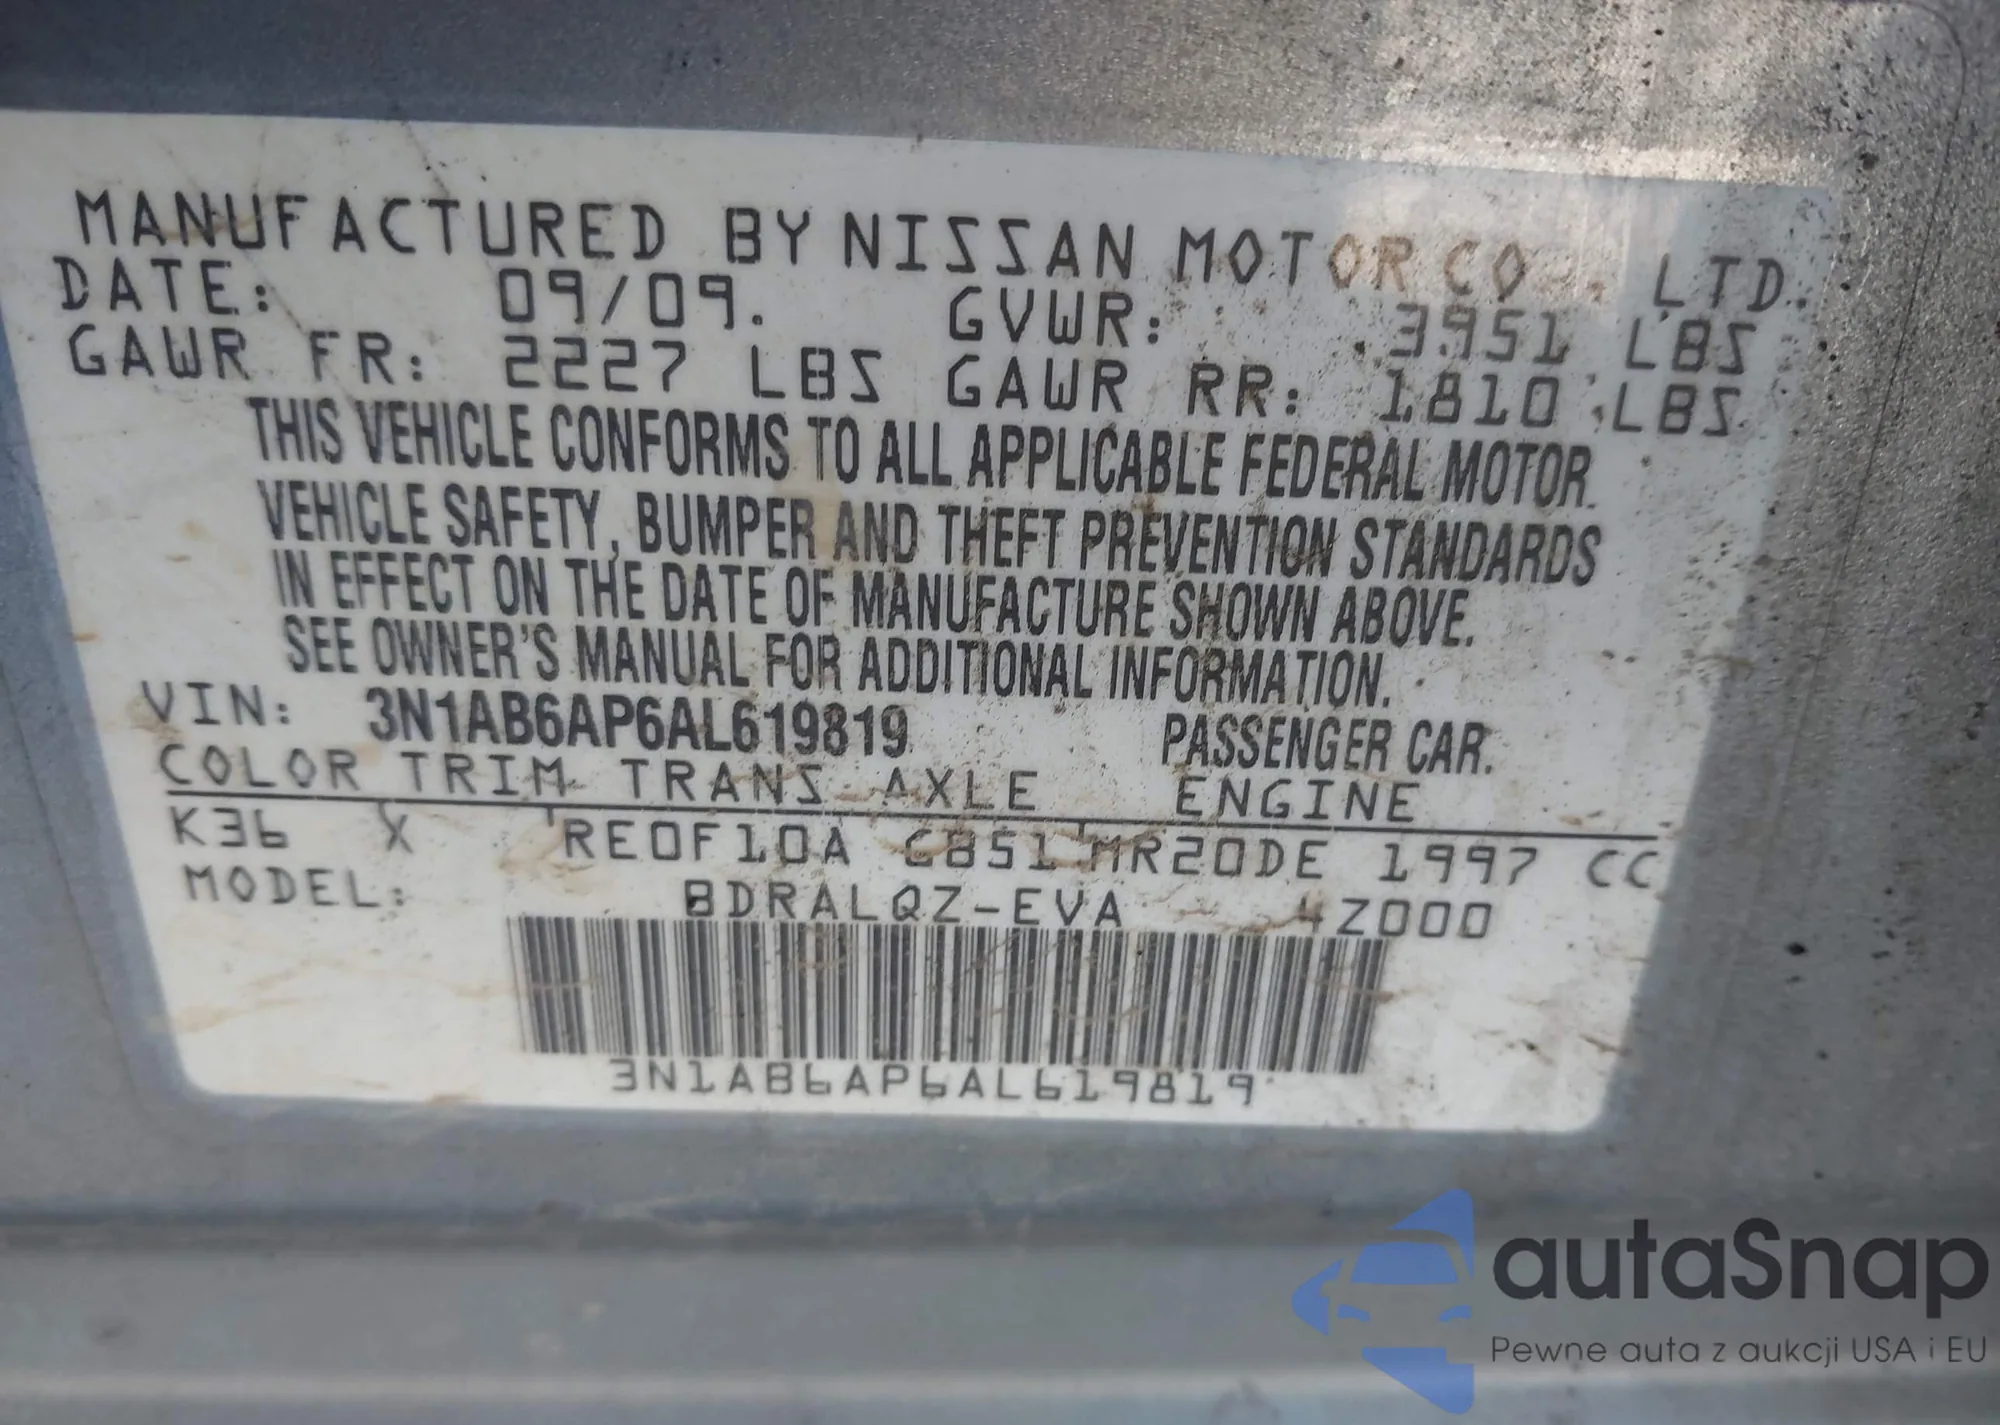 MANUFACTURED BY NISSAN MOTOR CO., LTD.
DATE: 09/09. GVWR: 3951 LBS
GAWR FR: 2227 LBS GAWR RR: 1810 LBS
THIS VEHICLE CONFORMS TO ALL APPLICABLE FEDERAL MOTOR
VEHICLE SAFETY, BUMPER AND THEFT PREVENTION STANDARDS
IN EFFECT ON THE DATE OF MANUFACTURE SHOWN ABOVE.
SEE OWNER'S MANUAL FOR ADDITIONAL INFORMATION.
VIN: 3N1AB6AP6AL619819 PASSENGER CAR.
COLOR TRIM TRANS AXLE ENGINE
K36 X RE0F10A GB51 MR20DE 1997 CC
MODEL: BDRALQZ-EVA 4Z000
3N1AB6AP6AL619819
autaSnap
Pewne auta z aukcji USA i EU